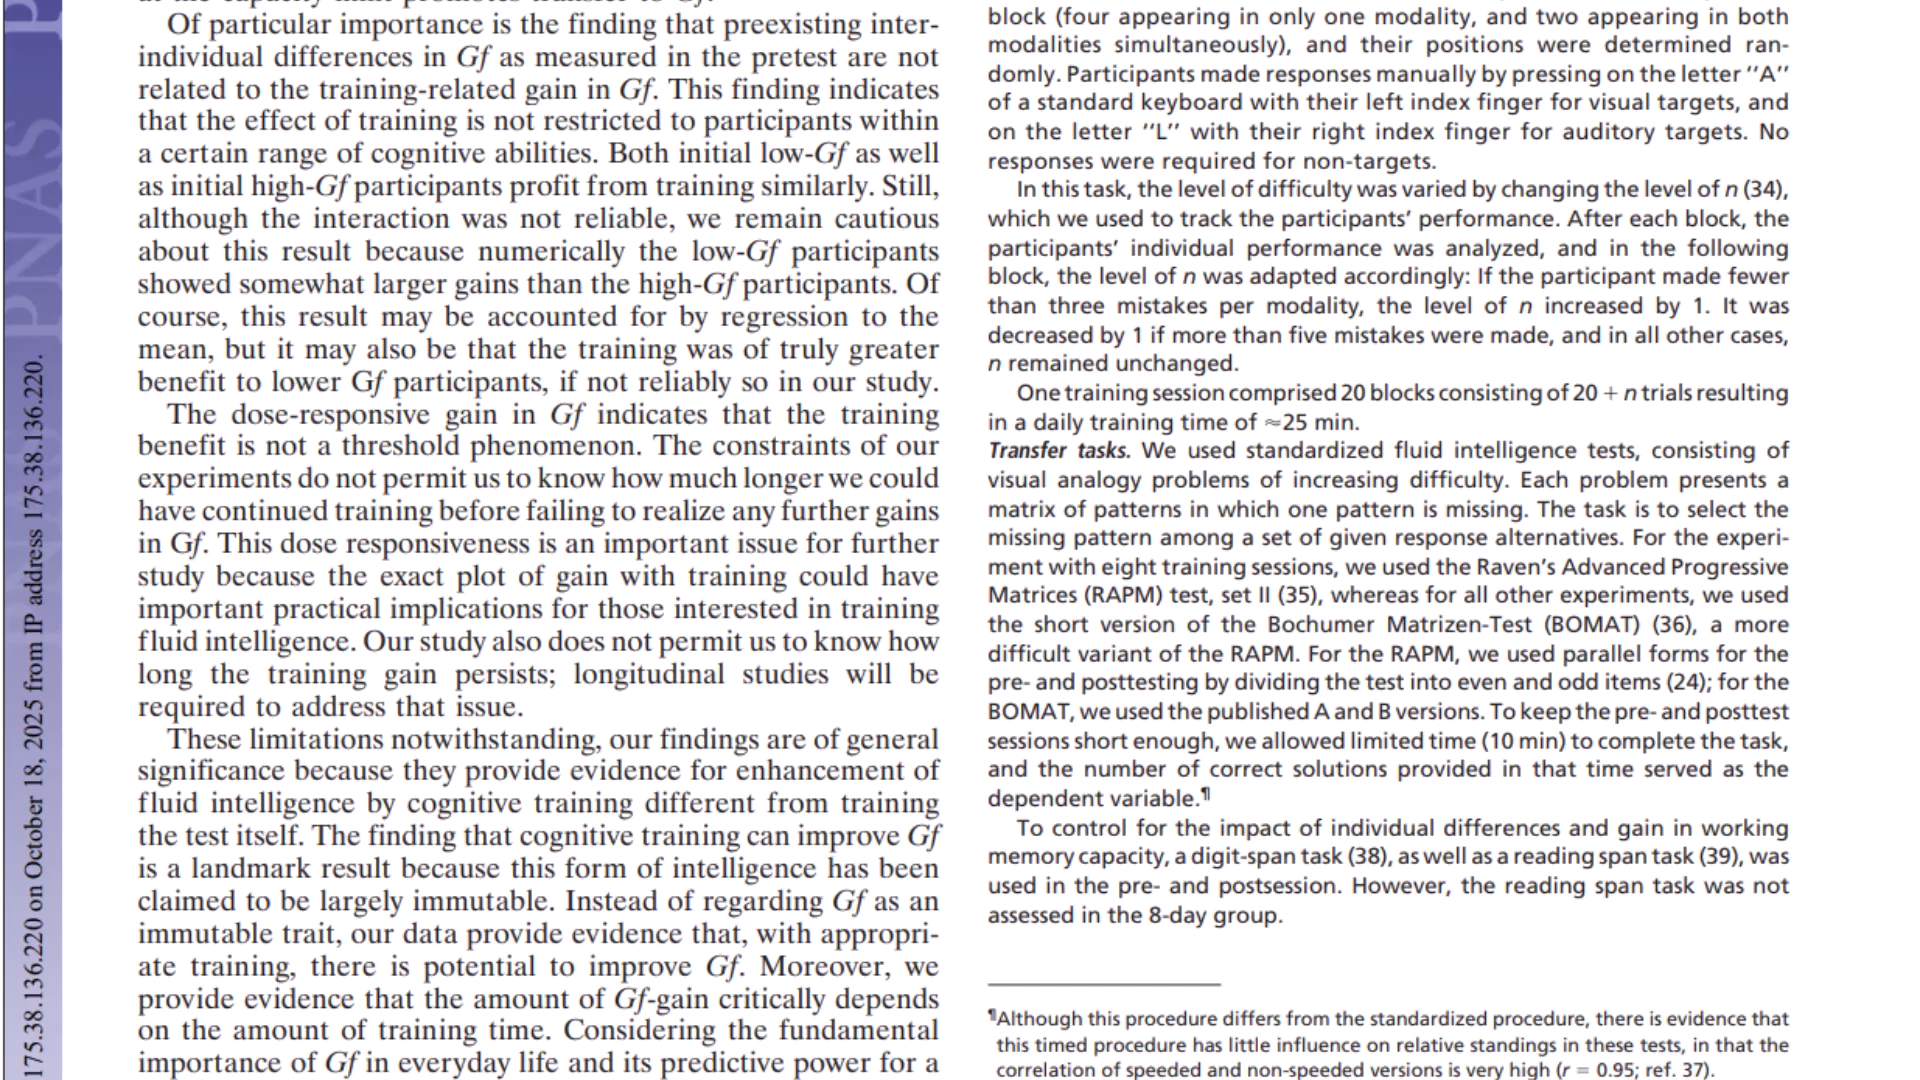 Of particular importance is the finding that preexisting inter-
individual differences in Gf as measured in the pretest are not
related to the training-related gain in Gf. This finding indicates
that the effect of training is not restricted to participants within
a certain range of cognitive abilities. Both initial low-Gf as well
as initial high-Gf participants profit from training similarly. Still,
although the interaction was not reliable, we remain cautious
about this result because numerically the low-Gf participants
showed somewhat larger gains than the high-Gf participants. Of
course, this result may be accounted for by regression to the
mean, but it may also be that the training was of truly greater
benefit to lower Gf participants, if not reliably so in our study.
The dose-responsive gain in Gf indicates that the training
benefit is not a threshold phenomenon. The constraints of our
experiments do not permit us to know how much longer we could
have continued training before failing to realize any further gains
in Gf. This dose responsiveness is an important issue for further
study because the exact plot of gain with training could have
important practical implications for those interested in training
fluid intelligence. Our study also does not permit us to know how
long the training gain persists; longitudinal studies will be
required to address that issue.
These limitations notwithstanding, our findings are of general
significance because they provide evidence for enhancement of
fluid intelligence by cognitive training different from training
the test itself. The finding that cognitive training can improve Gf
is a landmark result because this form of intelligence has been
claimed to be largely immutable. Instead of regarding Gf as an
immutable trait, our data provide evidence that, with appropri-
ate training, there is potential to improve Gf. Moreover, we
provide evidence that the amount of Gf-gain critically depends
on the amount of training time. Considering the fundamental
importance of Gf in everyday life and its predictive power for a
block (four appearing in only one modality, and two appearing in both
modalities simultaneously), and their positions were determined ran-
domly. Participants made responses manually by pressing on the letter ''A''
of a standard keyboard with their left index finger for visual targets, and
on the letter ''L'' with their right index finger for auditory targets. No
responses were required for non-targets.
In this task, the level of difficulty was varied by changing the level of n (34),
which we used to track the participants' performance. After each block, the
participants' individual performance was analyzed, and in the following
block, the level of n was adapted accordingly: If the participant made fewer
than three mistakes per modality, the level of n increased by 1. It was
decreased by 1 if more than five mistakes were made, and in all other cases,
n remained unchanged.
One training session comprised 20 blocks consisting of 20 + n trials resulting
in a daily training time of ≈25 min.
Transfer tasks. We used standardized fluid intelligence tests, consisting of
visual analogy problems of increasing difficulty. Each problem presents a
matrix of patterns in which one pattern is missing. The task is to select the
missing pattern among a set of given response alternatives. For the experi-
ment with eight training sessions, we used the Raven's Advanced Progressive
Matrices (RAPM) test, set II (35), whereas for all other experiments, we used
the short version of the Bochumer Matrizen-Test (BOMAT) (36), a more
difficult variant of the RAPM. For the RAPM, we used parallel forms for the
pre- and posttesting by dividing the test into even and odd items (24); for the
BOMAT, we used the published A and B versions. To keep the pre- and posttest
sessions short enough, we allowed limited time (10 min) to complete the task,
and the number of correct solutions provided in that time served as the
dependent variable.¶
To control for the impact of individual differences and gain in working
memory capacity, a digit-span task (38), as well as a reading span task (39), was
used in the pre- and postsession. However, the reading span task was not
assessed in the 8-day group.
¶Although this procedure differs from the standardized procedure, there is evidence that
this timed procedure has little influence on relative standings in these tests, in that the
correlation of speeded and non-speeded versions is very high (r = 0.95; ref. 37).
PNAS
175.38.136.220 on October 18, 2025 from IP address 175.38.136.220.